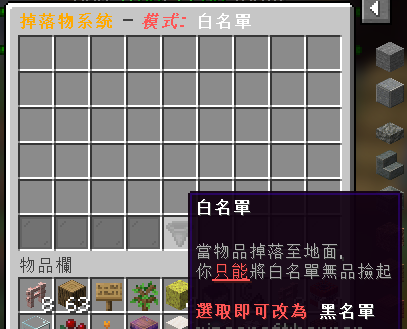 掉落物系統 - 模式: 白名單
白名單
當物品掉落至地面,
你只能將白名單無品撿起
物品欄
選取即可改為 黑名單
8
63